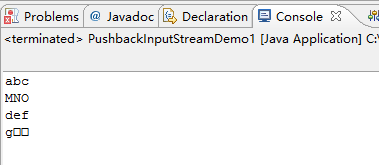 Problems @ Javadoc Declaration Console
<terminated> PushbackInputStreamDemo1 [Java Application] C:\
abc
MNO
def
g□□